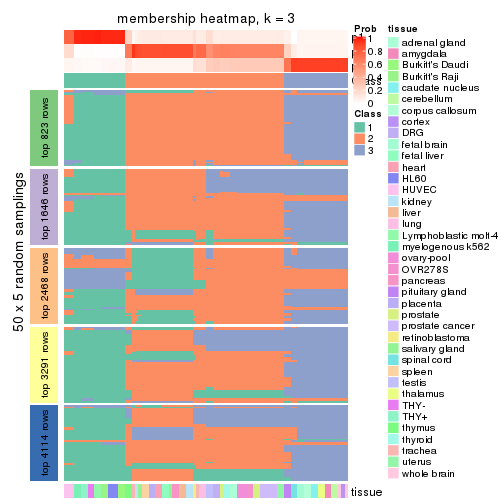 membership heatmap, k = 3
50 x 5 random samplings
top 823 rows
top 1646 rows
top 2468 rows
top 3291 rows
top 4114 rows
tissue
Prob
1
0.8
0.6
0.4
0.2
0
Class
1
2
3
tissue
adrenal gland
amygdala
Burkitt's Daudi
Burkitt's Raji
caudate nucleus
cerebellum
corpus callosum
cortex
DRG
fetal brain
fetal liver
heart
HL60
HUVEC
kidney
liver
lung
Lymphoblastic molt-4
myelogenous k562
ovary-pool
OVR278S
pancreas
pituitary gland
placenta
prostate
prostate cancer
retinoblastoma
salivary gland
spinal cord
spleen
testis
thalamus
THY-
THY+
thymus
thyroid
trachea
uterus
whole brain